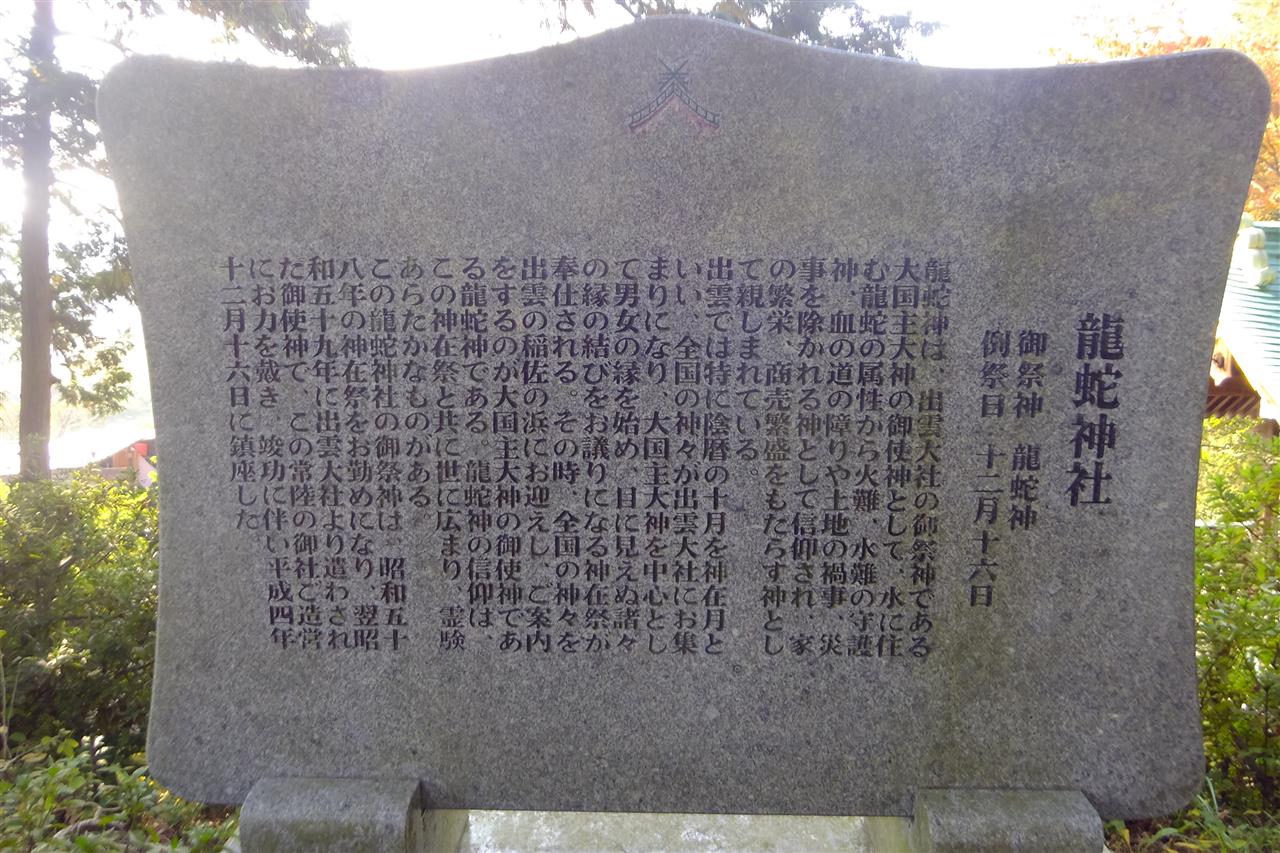 龍蛇神社
御祭神　龍蛇神
例祭日　十二月十六日
龍蛇神は、出雲大社の御祭神である
大国主大神の御使神として、水に住
む龍蛇の属性から火難、水難の守護
神、血の道の障りや土地の禍事、災
事を除かれる神として信仰され、家
の繁栄、商売繁盛をもたらす神とし
て親しまれている。
出雲では特に陰暦の十月を神在月と
いい、全国の神々が出雲大社にお集
まりになり、大国主大神を中心とし
て男女の縁を始め、目に見えぬ諸々
の縁の結びをお議りになる神在祭が
奉仕される。その時、全国の神々を
出雲の稲佐の浜にお迎えし、ご案内
をするのが大国主大神の御使神であ
る龍蛇神である。龍蛇神の信仰は、
この神在祭と共に世に広まり、霊験
あらたかなものがある。
この龍蛇神社の御祭神は、昭和五十
八年の神在祭をお勤めになり、翌昭
和五十九年に出雲大社より遣わされ
た御使神で、この常陸の御社ご造営
にお力を戴き、竣功に伴い平成四年
十二月十六日に鎮座した。